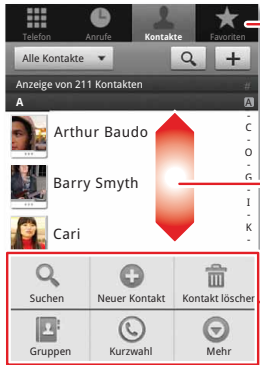 Telefon Anrufe Kontakte Favoriten
Alle Kontakte
Anzeige von 211 Kontakten #
A A
-
C
Arthur Baudo -
O
-
Barry Smyth G
-
I
-
K
Cari -
Suchen Neuer Kontakt Kontakt löschen
Gruppen Kurzwahl Mehr